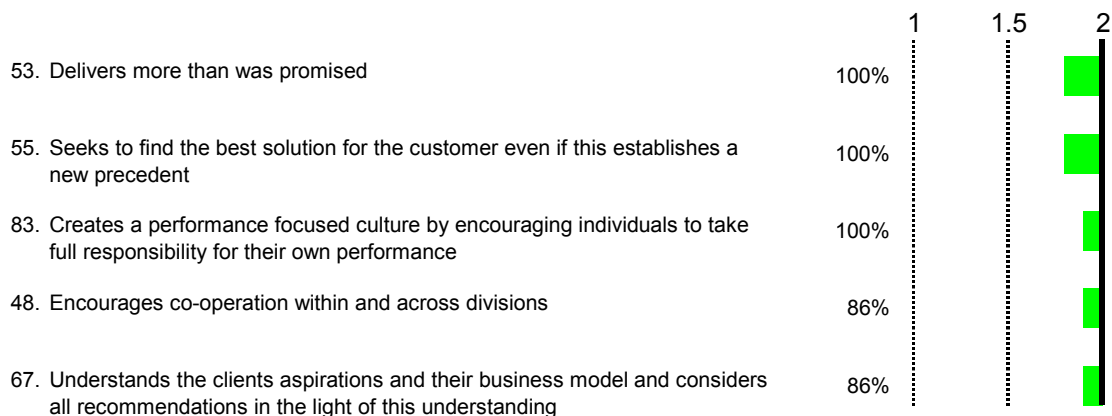 1 1.5 2
53. Delivers more than was promised 100%
55. Seeks to find the best solution for the customer even if this establishes a
new precedent 100%
83. Creates a performance focused culture by encouraging individuals to take
full responsibility for their own performance 100%
48. Encourages co-operation within and across divisions 86%
67. Understands the clients aspirations and their business model and considers
all recommendations in the light of this understanding 86%